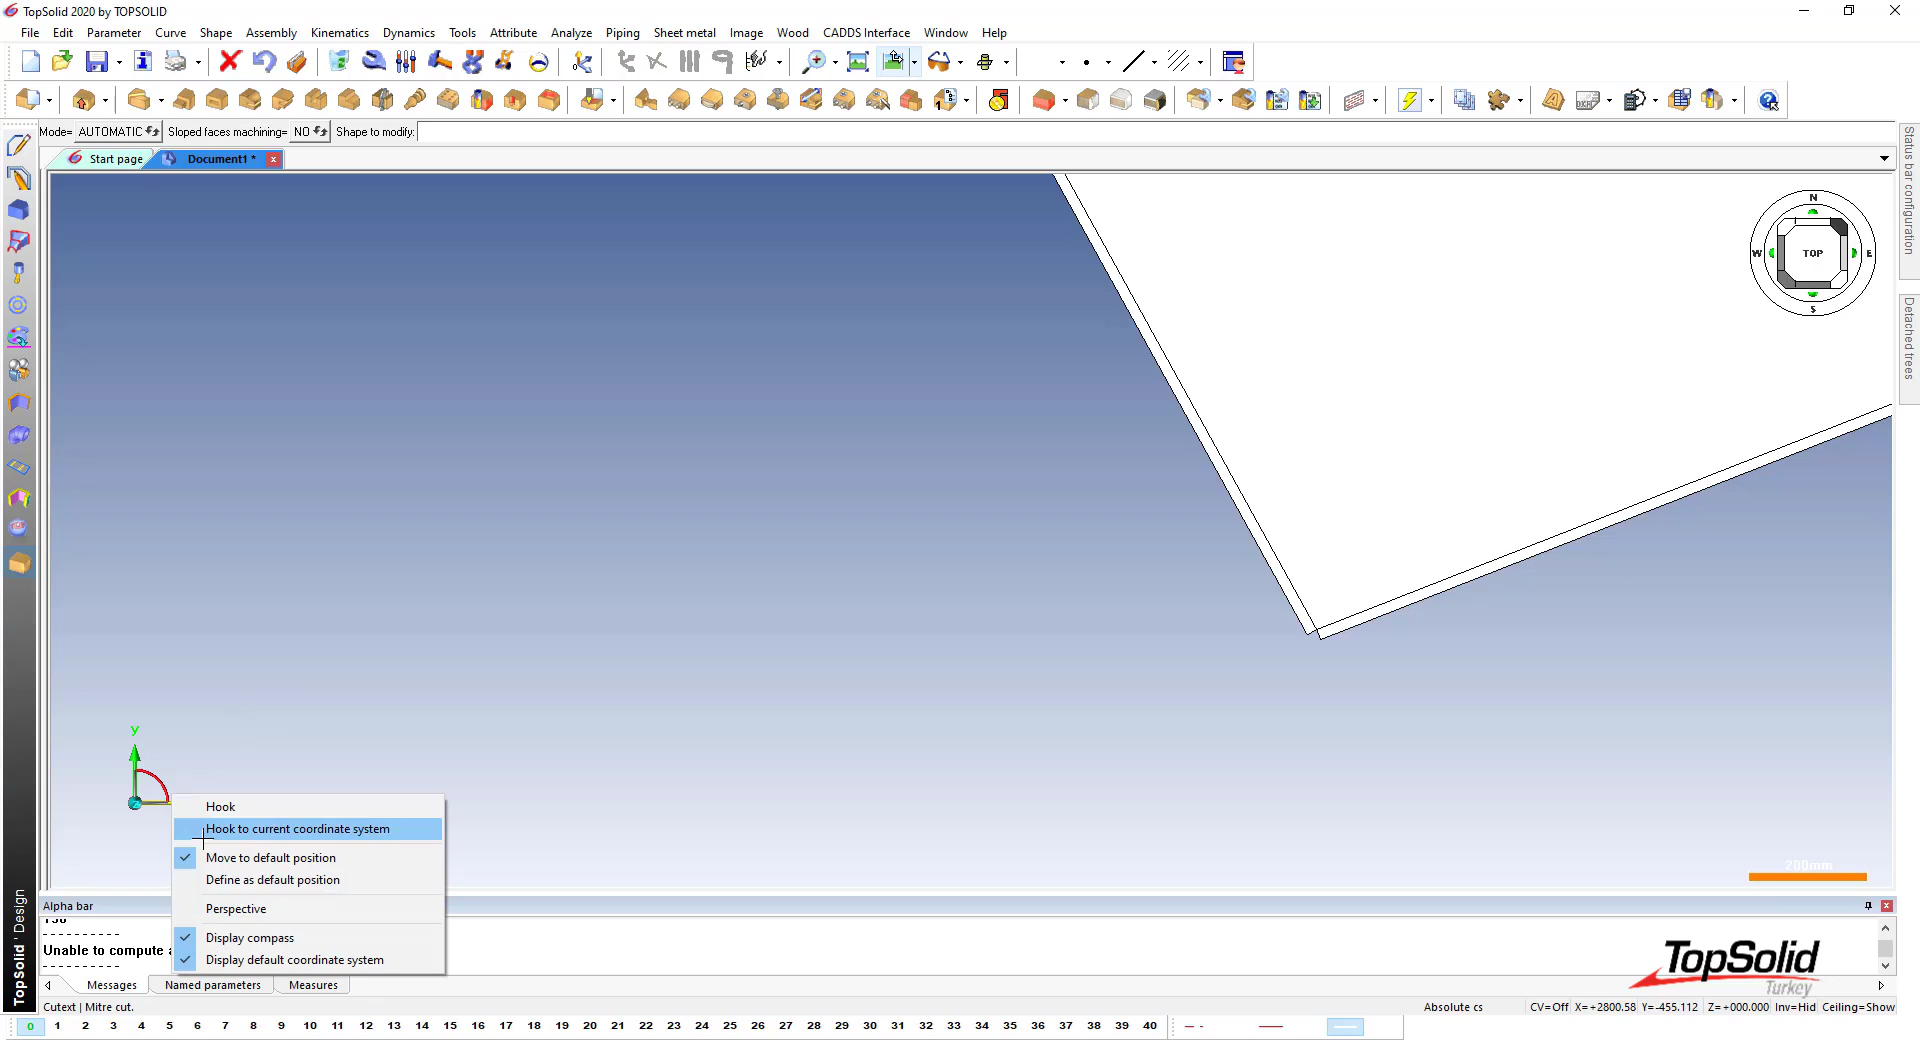 TopSolid 2020 by TOPSOLID
File Edit Parameter Curve Shape Assembly Kinematics Dynamics Tools Attribute Analyze Piping Sheet metal Image Wood CADDS Interface Window Help
Mode= AUTOMATIC Sloped faces machining= NO Shape to modify:
Start page Document1 *
Status bar configuration
Detached trees
N
W TOP E
S
y
z
Hook
Hook to current coordinate system
Move to default position
Define as default position
Perspective
Display compass
Display default coordinate system
200mm
Alpha bar
Unable to compute a
TopSolid
Turkey
TopSolid ' Design
Messages Named parameters Measures
Cutext | Mitre cut.
Absolute cs CV=Off X=+2800.58 Y=-455.112 Z=+000.000 Inv=Hid Ceiling=Show
0 1 2 3 4 5 6 7 8 9 10 11 12 13 14 15 16 17 18 19 20 21 22 23 24 25 26 27 28 29 30 31 32 33 34 35 36 37 38 39 40